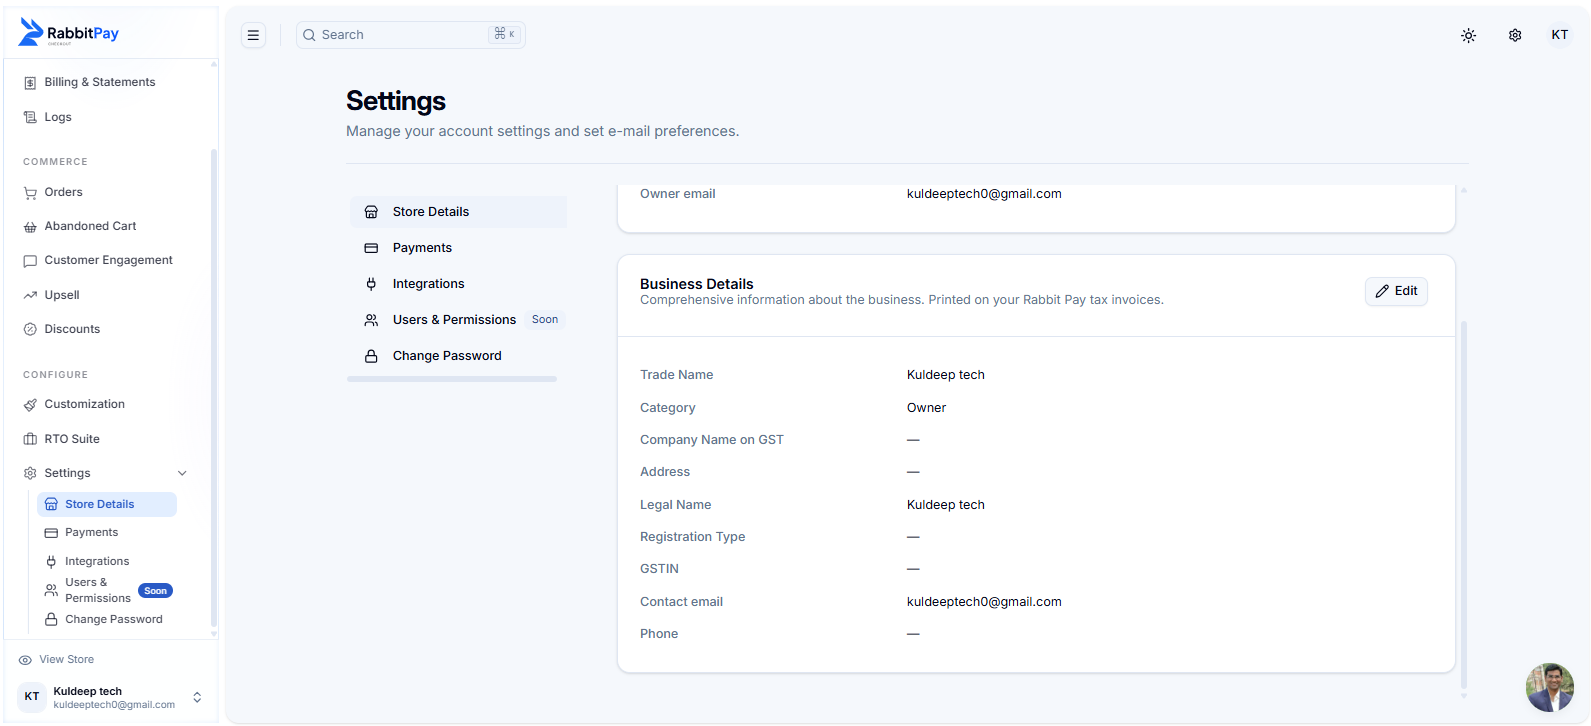 RabbitPay
CHECKOUT
Billing & Statements
Logs
COMMERCE
Orders
Abandoned Cart
Customer Engagement
Upsell
Discounts
CONFIGURE
Customization
RTO Suite
Settings
Store Details
Payments
Integrations
Users &
Permissions Soon
Change Password
View Store
KT Kuldeep tech
kuldeeptech0@gmail.com
Search ⌘ K
KT
Settings
Manage your account settings and set e-mail preferences.
Store Details
Payments
Integrations
Users & Permissions Soon
Change Password
Owner email kuldeeptech0@gmail.com
Business Details
Comprehensive information about the business. Printed on your Rabbit Pay tax invoices.
Edit
Trade Name Kuldeep tech
Category Owner
Company Name on GST —
Address —
Legal Name Kuldeep tech
Registration Type —
GSTIN —
Contact email kuldeeptech0@gmail.com
Phone —